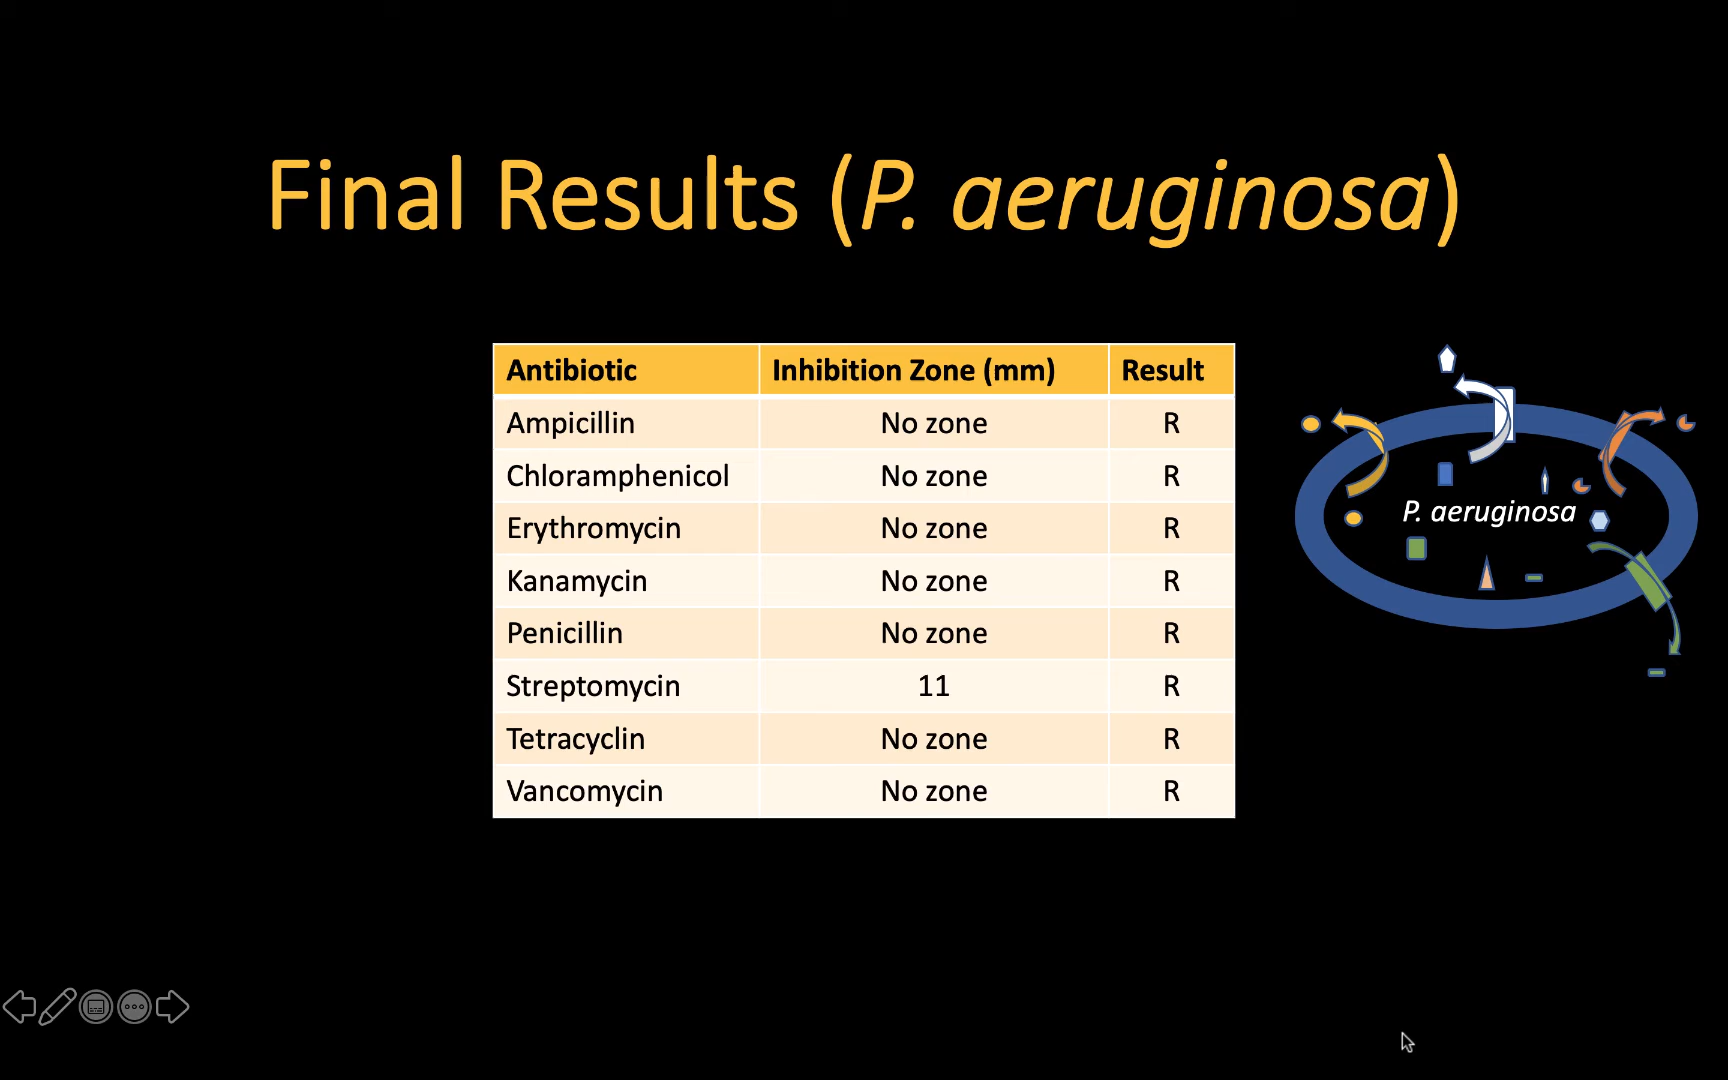 Final Results (P. aeruginosa)
Antibiotic Inhibition Zone (mm) Result
Ampicillin No zone R
Chloramphenicol No zone R
Erythromycin No zone R
Kanamycin No zone R
Penicillin No zone R
Streptomycin 11 R
Tetracyclin No zone R
Vancomycin No zone R
P. aeruginosa